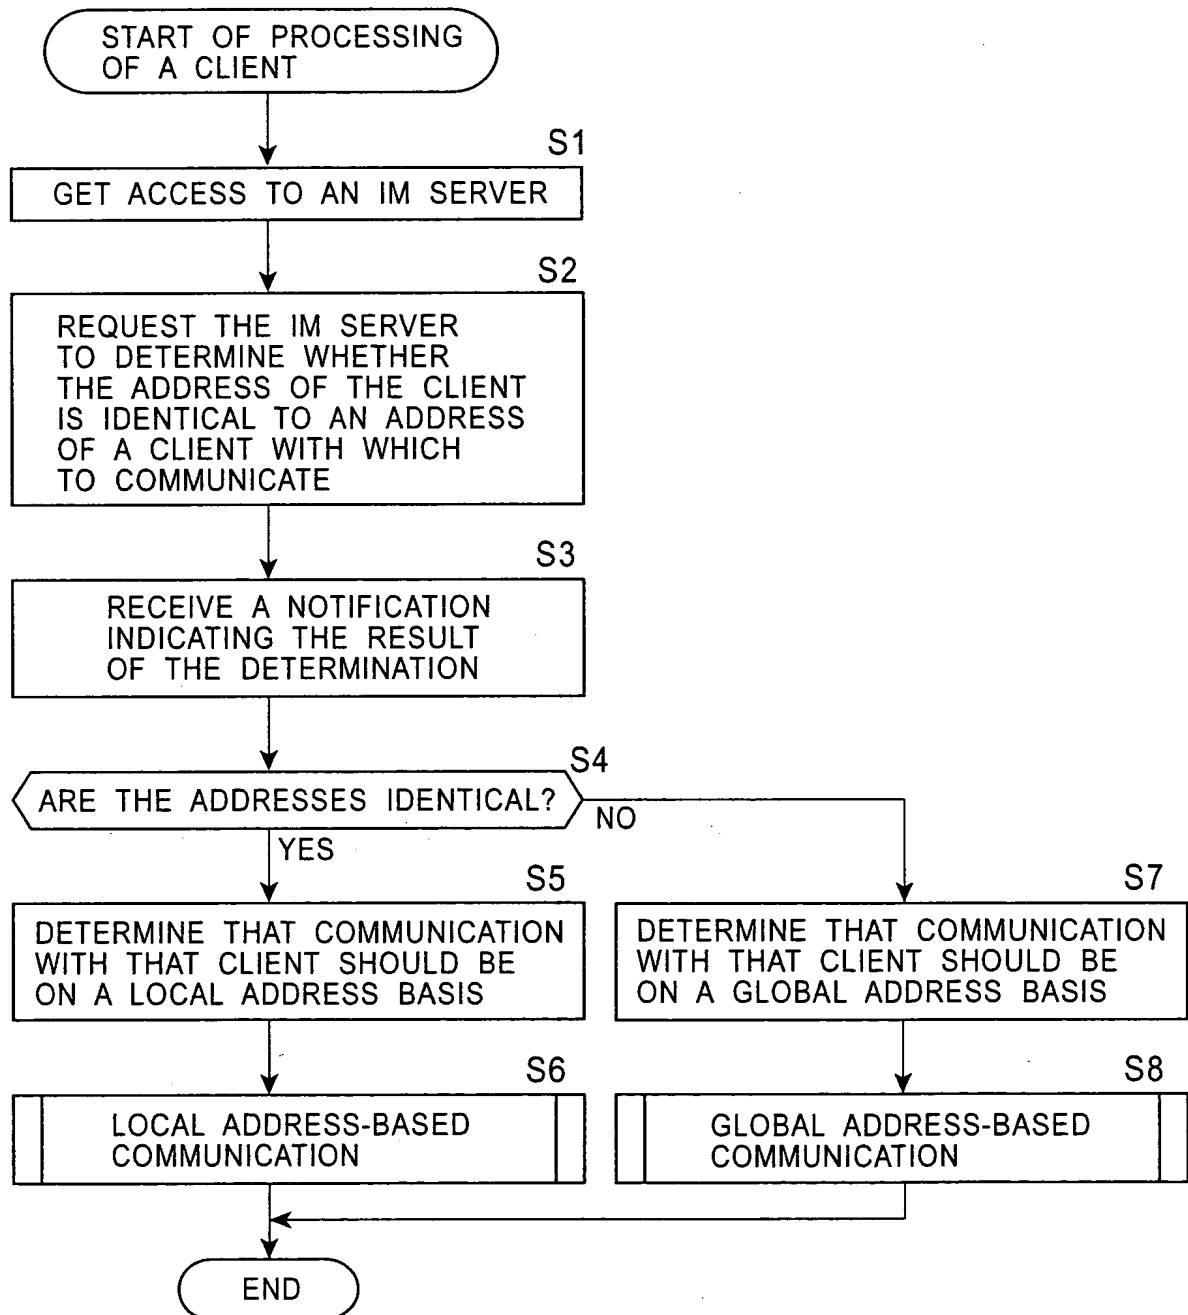 START OF PROCESSING
OF A CLIENT
S1
GET ACCESS TO AN IM SERVER
S2
REQUEST THE IM SERVER
TO DETERMINE WHETHER
THE ADDRESS OF THE CLIENT
IS IDENTICAL TO AN ADDRESS
OF A CLIENT WITH WHICH
TO COMMUNICATE
S3
RECEIVE A NOTIFICATION
INDICATING THE RESULT
OF THE DETERMINATION
S4
ARE THE ADDRESSES IDENTICAL?
NO
YES
S5
DETERMINE THAT COMMUNICATION
WITH THAT CLIENT SHOULD BE
ON A LOCAL ADDRESS BASIS
S7
DETERMINE THAT COMMUNICATION
WITH THAT CLIENT SHOULD BE
ON A GLOBAL ADDRESS BASIS
S6
LOCAL ADDRESS-BASED
COMMUNICATION
S8
GLOBAL ADDRESS-BASED
COMMUNICATION
END